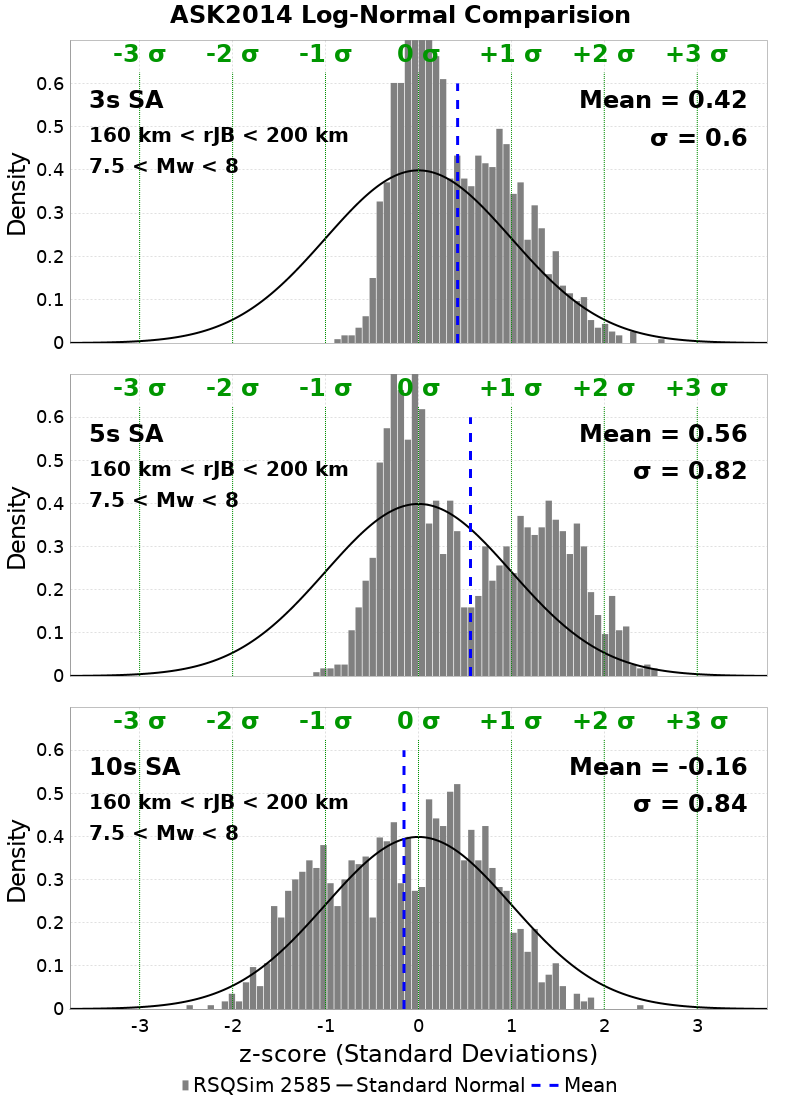 ASK2014 Log-Normal Comparision
-3 σ -2 σ -1 σ 0 σ +1 σ +2 σ +3 σ
0.6
3s SA Mean = 0.42
0.5
160 km < rJB < 200 km σ = 0.6
7.5 < Mw < 8
0.4
Density
0.3
0.2
0.1
0
-3 σ -2 σ -1 σ 0 σ +1 σ +2 σ +3 σ
0.6
5s SA Mean = 0.56
0.5
160 km < rJB < 200 km σ = 0.82
7.5 < Mw < 8
0.4
Density
0.3
0.2
0.1
0
-3 σ -2 σ -1 σ 0 σ +1 σ +2 σ +3 σ
0.6
10s SA Mean = -0.16
0.5
160 km < rJB < 200 km σ = 0.84
7.5 < Mw < 8
0.4
Density
0.3
0.2
0.1
0
-3 -2 -1 0 1 2 3
z-score (Standard Deviations)
RSQSim 2585 Standard Normal Mean